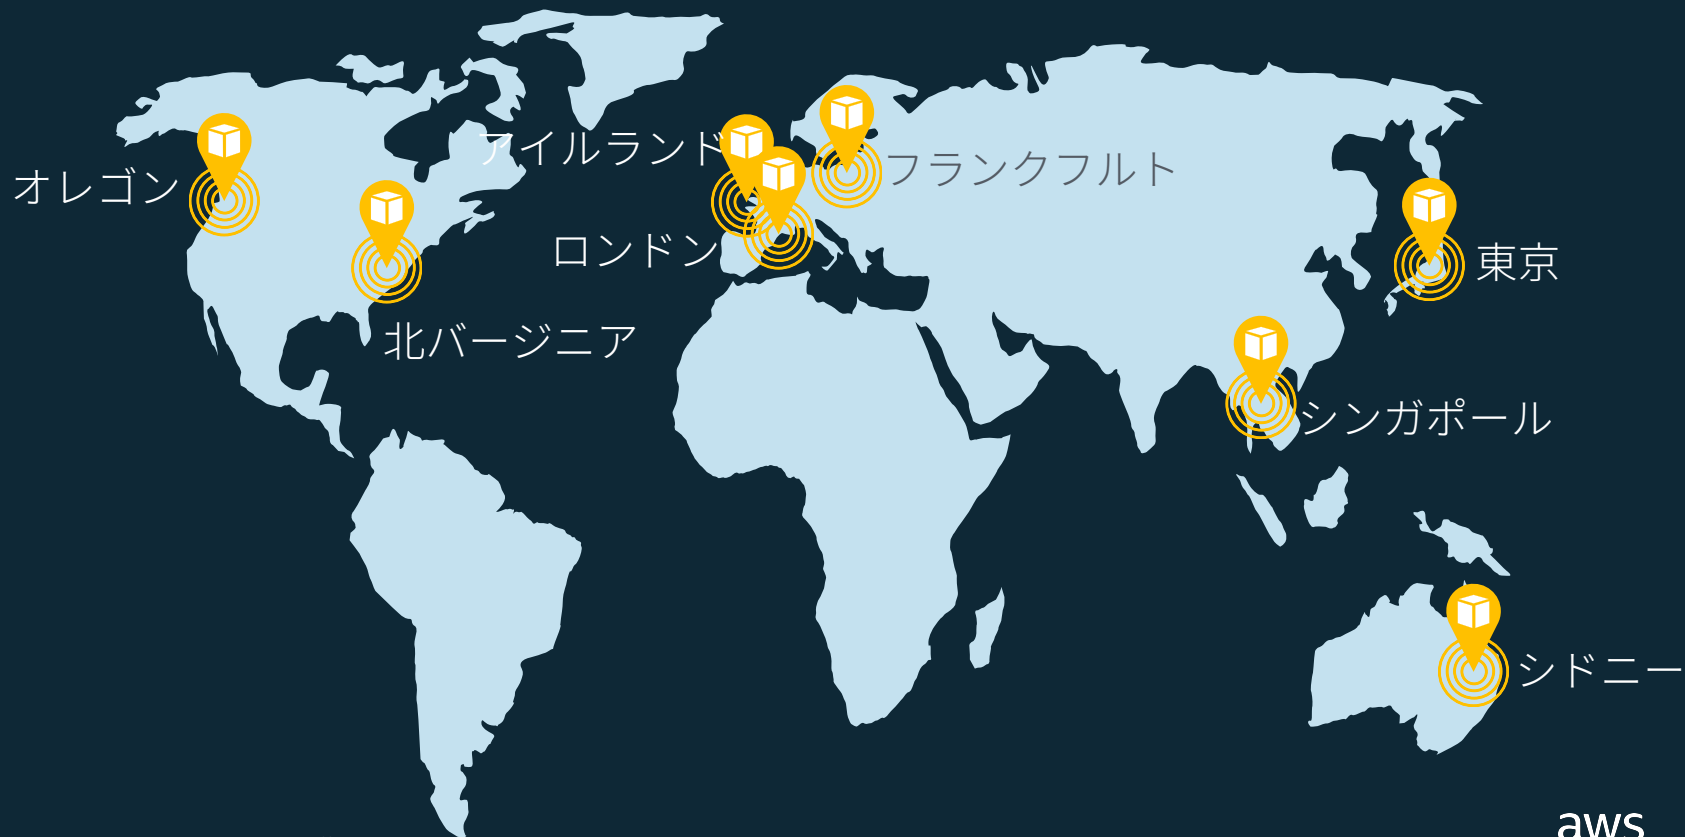 アイルランド
フランクフルト
オレゴン
ロンドン
東京
北バージニア
シンガポール
シドニー
aws